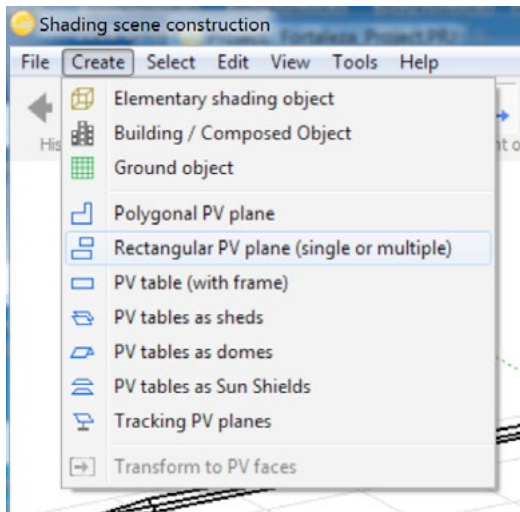 Shading scene construction
File Create Select Edit View Tools Help
Elementary shading object
Building / Composed Object
Ground object
Polygonal PV plane
Rectangular PV plane (single or multiple)
PV table (with frame)
PV tables as sheds
PV tables as domes
PV tables as Sun Shields
Tracking PV planes
Transform to PV faces